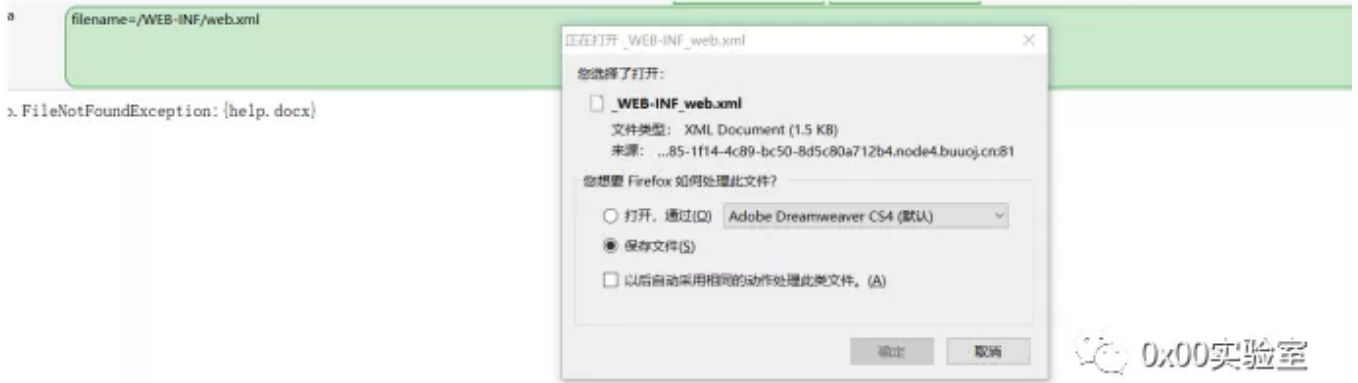 a
filename=/WEB-INF/web.xml
正在打开 _WEB-INF_web.xml
您选择了打开:
_WEB-INF_web.xml
文件类型: XML Document (1.5 KB)
来源: ...85-1f14-4c89-bc50-8d5c80a712b4.node4.buuoj.cn:81
o.FileNotFoundException:{help.docx}
您想要 Firefox 如何处理此文件?
打开，通过(O) Adobe Dreamweaver CS4 (默认)
保存文件(S)
以后自动采用相同的动作处理此类文件。(A)
确定 取消
0x00实验室